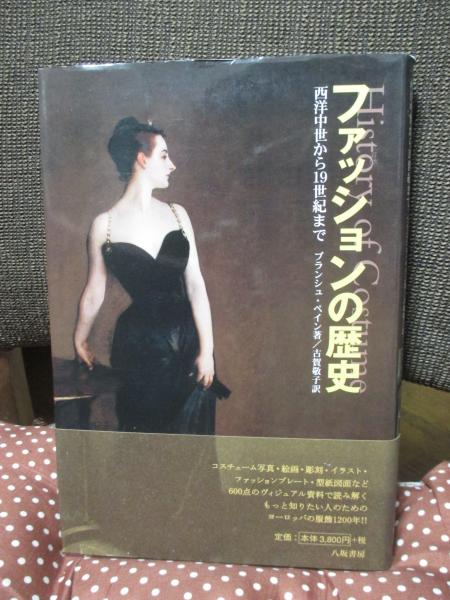 History of Costume
ファッションの歴史
西洋中世から19世紀まで
ブランシュ・ペイン著/古賀敬子訳
コスチューム写真・絵画・彫刻・イラスト・
ファッションプレート・型紙図面など
600点のヴィジュアル資料で読み解く
もっと知りたい人のための
ヨーロッパの服飾1200年!!
定価:本体3,800円+税
八坂書房